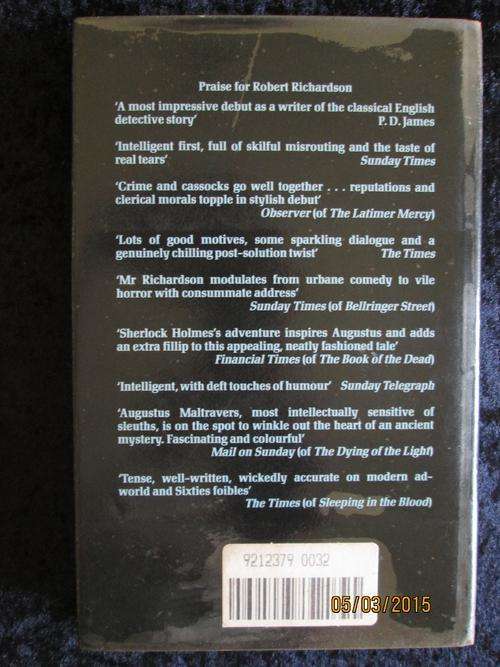 Praise for Robert Richardson
'A most impressive debut as a writer of the classical English
detective story' P. D. James
'Intelligent first, full of skilful misrouting and the taste of
real tears' Sunday Times
'Crime and cassocks go well together . . . reputations and
clerical morals topple in stylish debut'
Observer (of The Latimer Mercy)
'Lots of good motives, some sparkling dialogue and a
genuinely chilling post-solution twist' The Times
'Mr Richardson modulates from urbane comedy to vile
horror with consummate address'
Sunday Times (of Bellringer Street)
'Sherlock Holmes's adventure inspires Augustus and adds
an extra fillip to this appealing, neatly fashioned tale'
Financial Times (of The Book of the Dead)
'Intelligent, with deft touches of humour' Sunday Telegraph
'Augustus Maltravers, most intellectually sensitive of
sleuths, is on the spot to winkle out the heart of an ancient
mystery. Fascinating and colourful'
Mail on Sunday (of The Dying of the Light)
'Tense, well-written, wickedly accurate on modern ad-
world and Sixties foibles'
The Times (of Sleeping in the Blood)
9212379 0032
05/03/2015